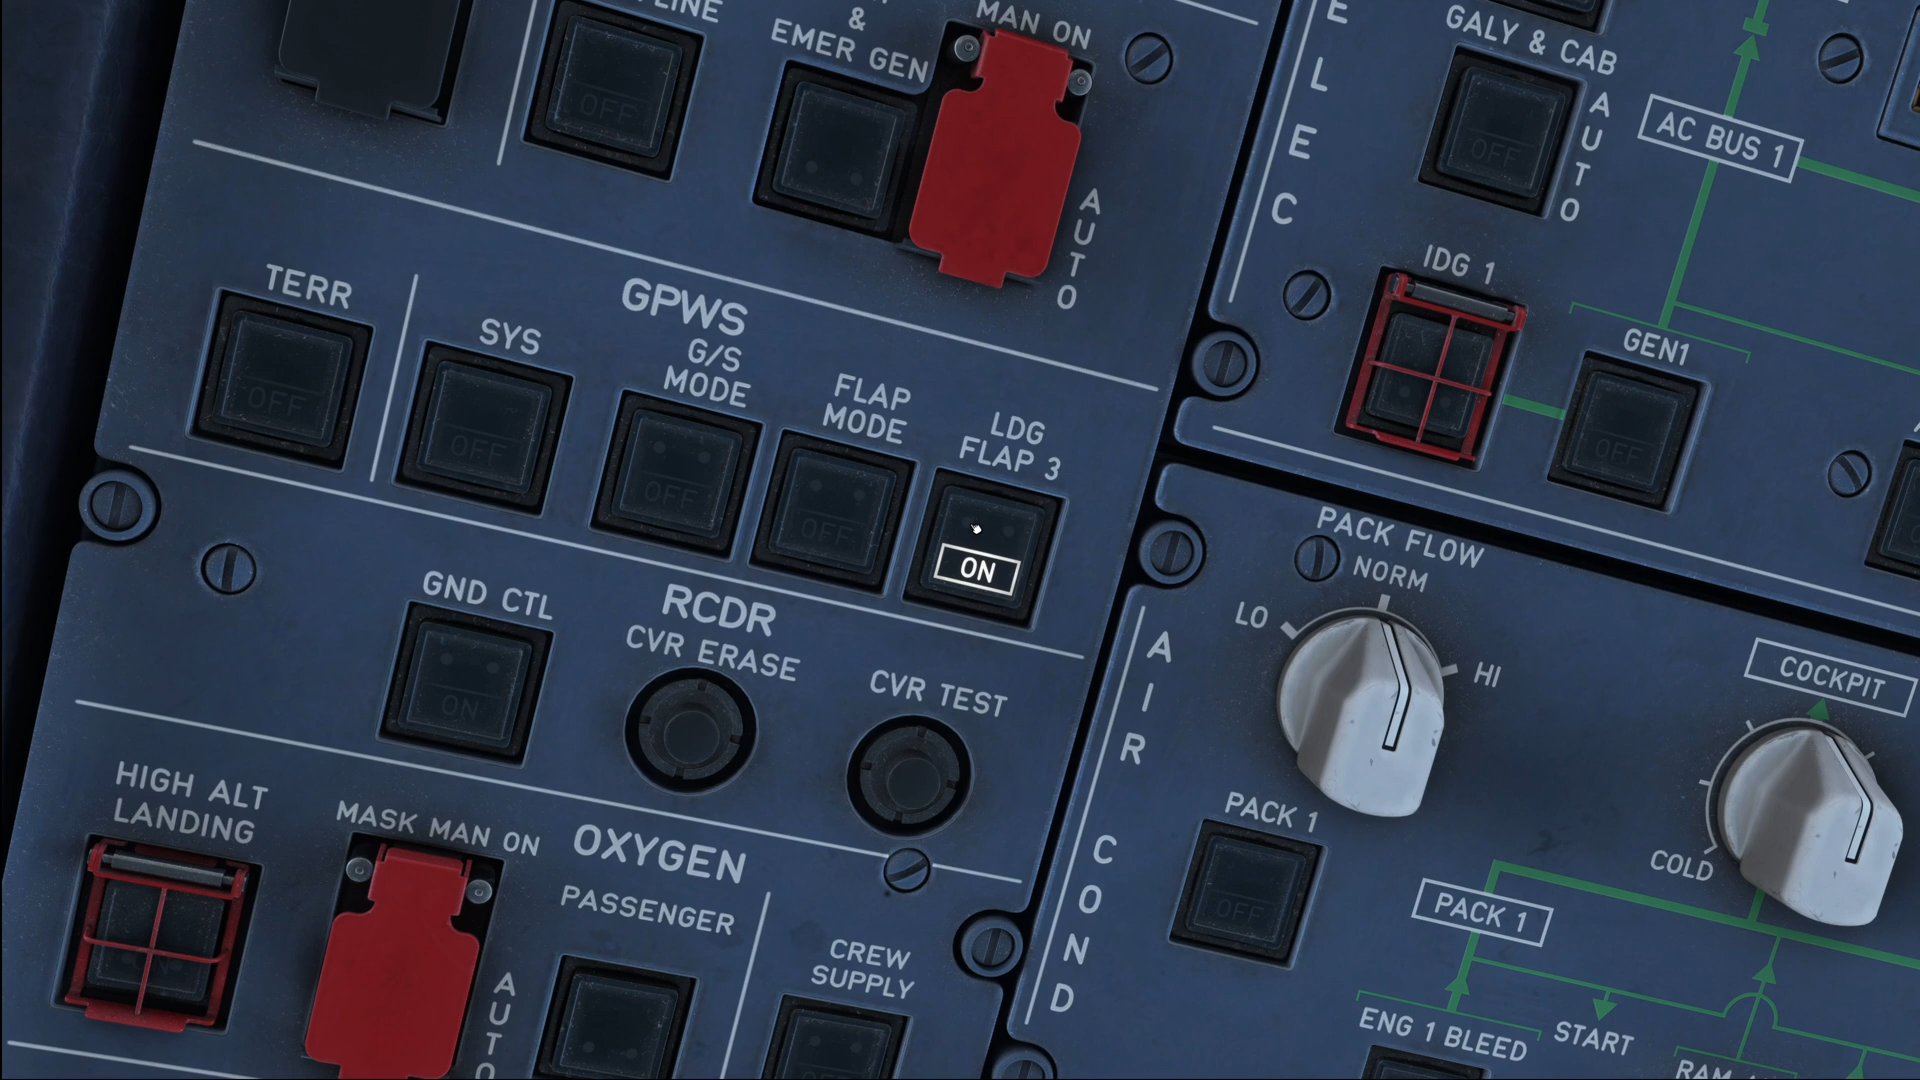 LINE
&
EMER GEN
MAN ON
OFF
AUTO
TERR
OFF
GPWS
SYS
OFF
G/S
MODE
OFF
FLAP
MODE
OFF
LDG
FLAP 3
ON
GND CTL
ON
RCDR
CVR ERASE
CVR TEST
HIGH ALT
LANDING
MASK MAN ON
AUTO
OXYGEN
PASSENGER
CREW
SUPPLY
ELEC
GALY & CAB
OFF
AUTO
AC BUS 1
IDG 1
GEN1
OFF
AIR COND
PACK FLOW
LO
NORM
HI
COCKPIT
COLD
PACK 1
OFF
PACK 1
ENG 1 BLEED
START
RAM